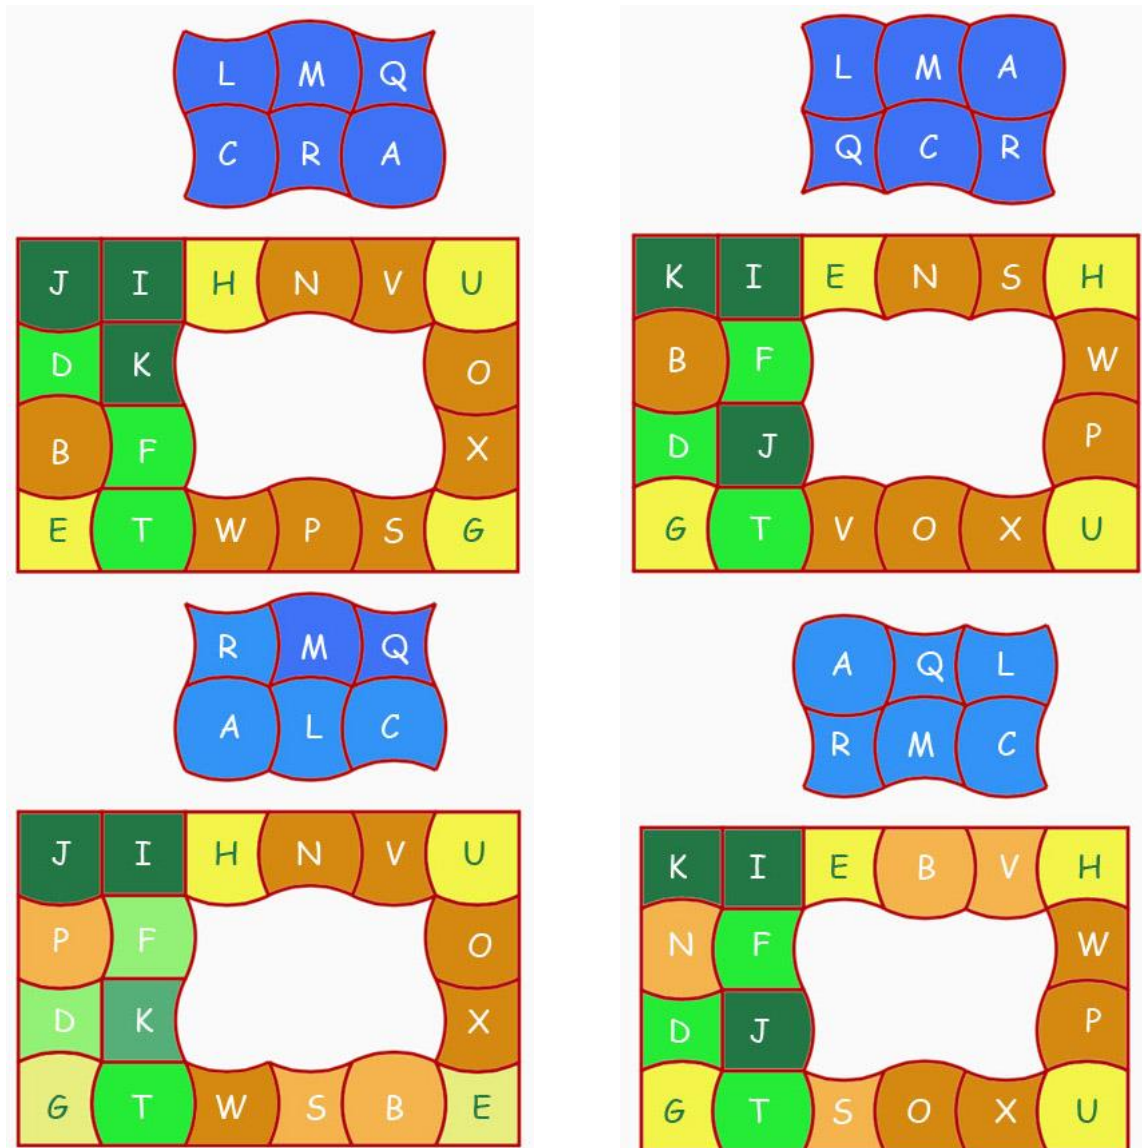 L M Q
C R A
J I H N V U
D K O
B F X
E T W P S G
L M A
Q C R
K I E N S H
B F W
D J P
G T V O X U
R M Q
A L C
J I H N V U
P F O
D K X
G T W S B E
A Q L
R M C
K I E B V H
N F W
D J P
G T S O X U